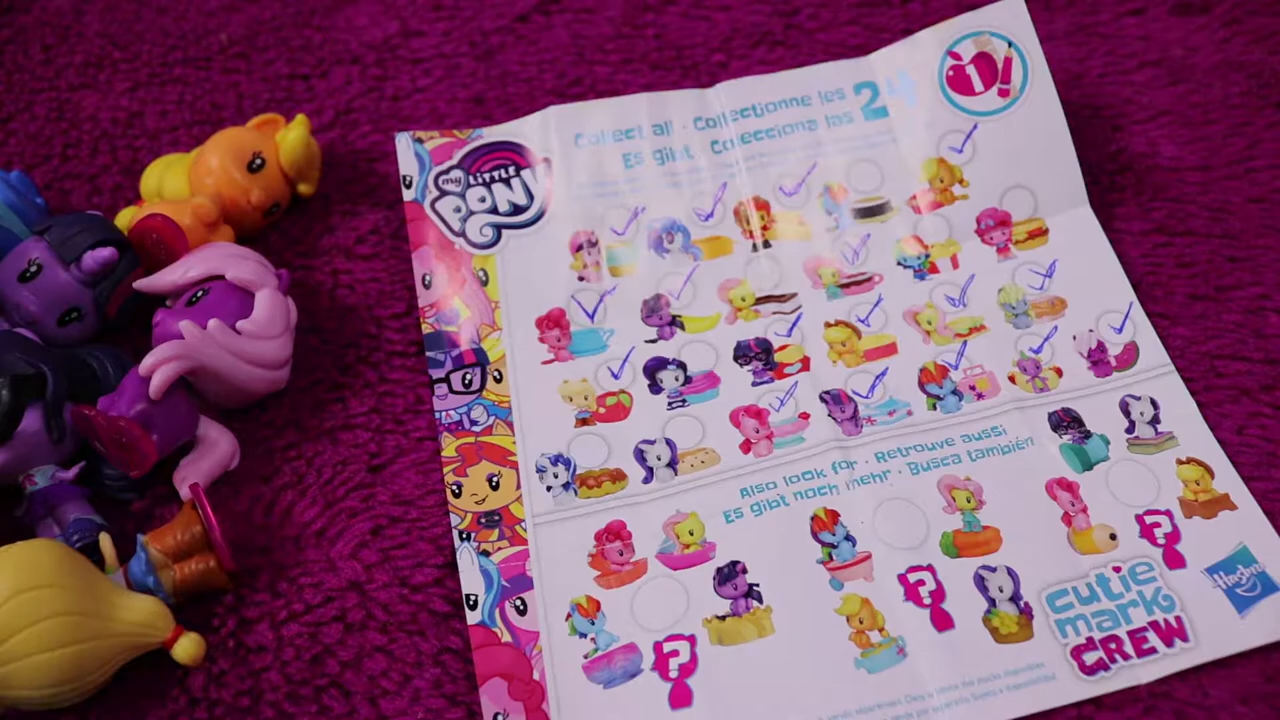 Collect all · Collectionne les 24
Es gibt · Colecciona las
1
my LITTLE
PONY
Also look for · Retrouve aussi
Es gibt noch mehr · Busca también
?
?
?
cutie
mark
CREW
Hasbro